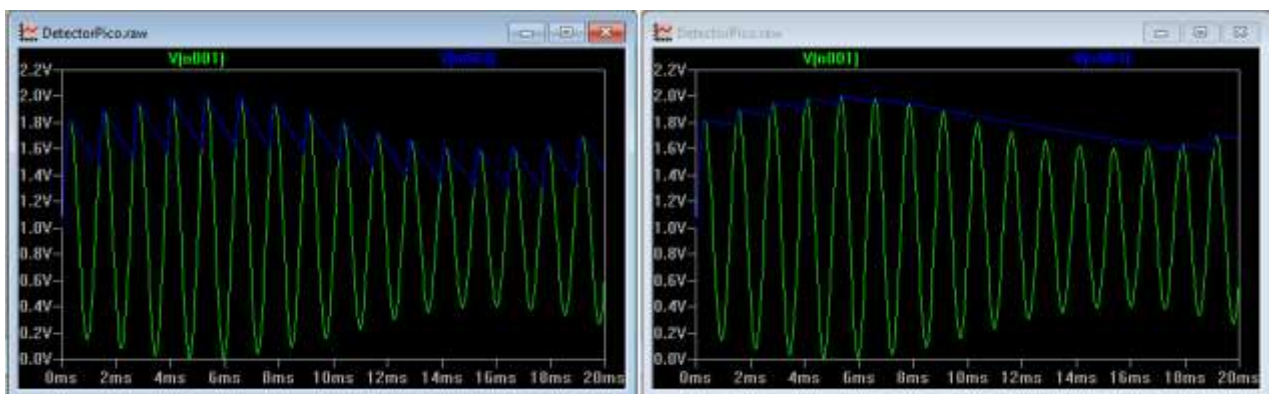 DetectorPico.raw
V[n001]
2.2V
2.0V
1.8V
1.6V
1.4V
1.2V
1.0V
0.8V
0.6V
0.4V
0.2V
0.0V
0ms 2ms 4ms 6ms 8ms 10ms 12ms 14ms 16ms 18ms 20ms
DetectorPico.raw
V[n001]
2.2V
2.0V
1.8V
1.6V
1.4V
1.2V
1.0V
0.8V
0.6V
0.4V
0.2V
0.0V
0ms 2ms 4ms 6ms 8ms 10ms 12ms 14ms 16ms 18ms 20ms